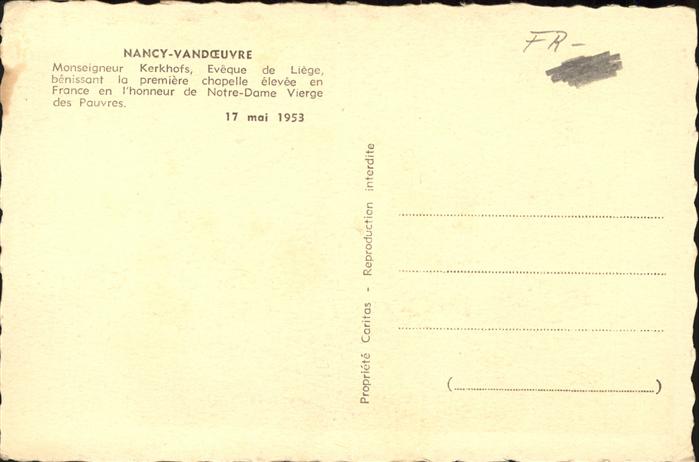 FR-
NANCY-VANDŒUVRE
Monseigneur Kerkhofs, Evêque de Liége,
bénissant la première chapelle élevée en
France en l'honneur de Notre-Dame Vierge
des Pauvres.
17 mai 1953
Propriété Caritas - Reproduction interdite
(....................)